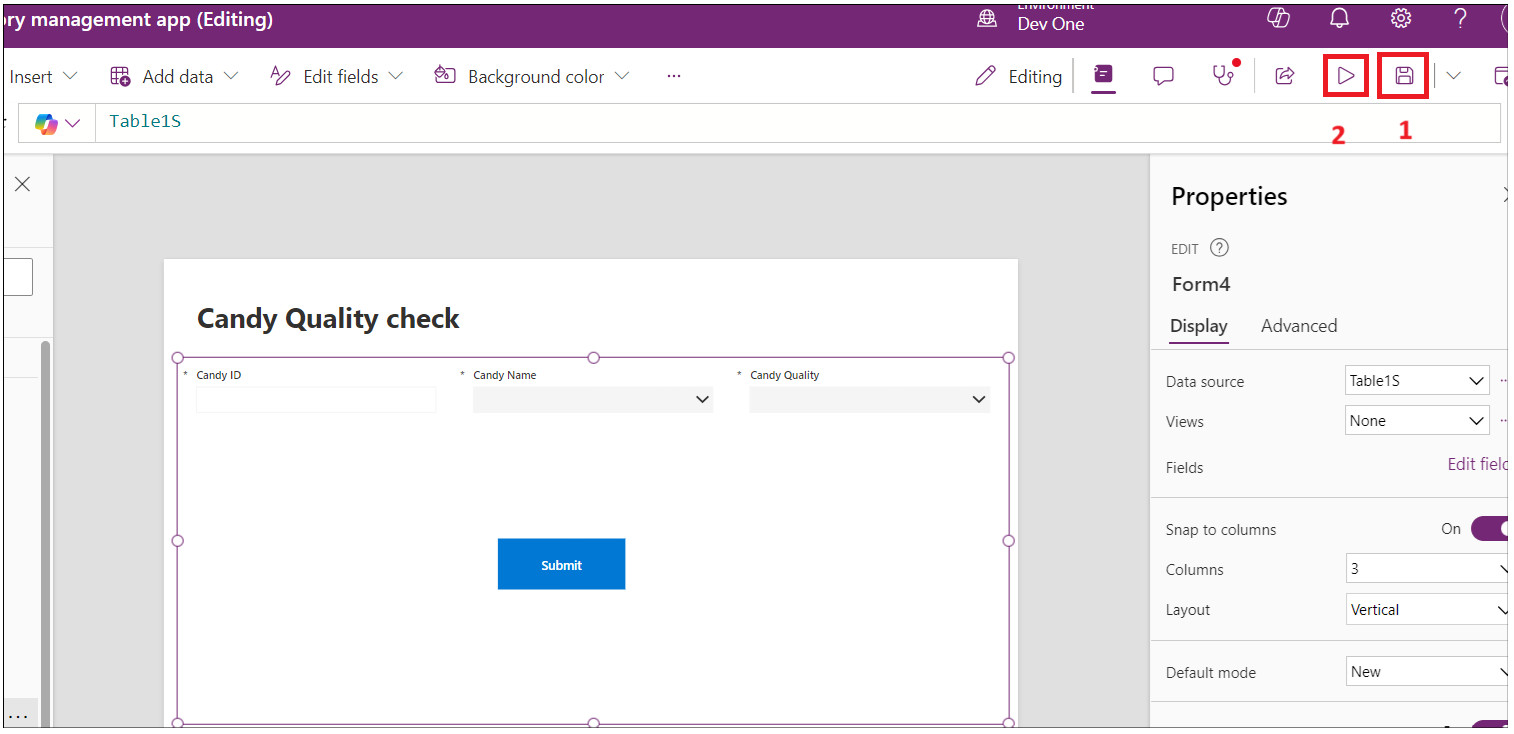 ory management app (Editing)
Environment
Dev One
Insert
Add data
Edit fields
Background color
...
Editing
Table1S
2
1
Properties
EDIT
Form4
Display
Advanced
Candy Quality check
* Candy ID
* Candy Name
* Candy Quality
Submit
Data source
Table1S
Views
None
Fields
Edit field
Snap to columns
On
Columns
3
Layout
Vertical
Default mode
New
...